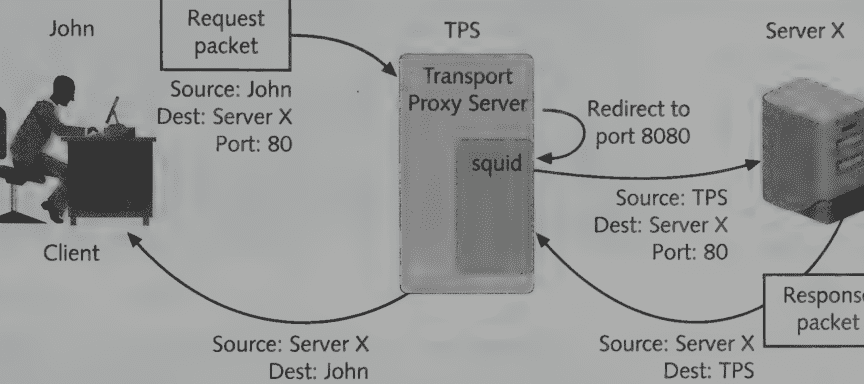 John
Request
packet
Source: John
Dest: Server X
Port: 80
TPS
Transport
Proxy Server
squid
Redirect to
port 8080
Server X
Source: TPS
Dest: Server X
Port: 80
Client
Source: Server X
Dest: John
Response
packet
Source: Server X
Dest: TPS